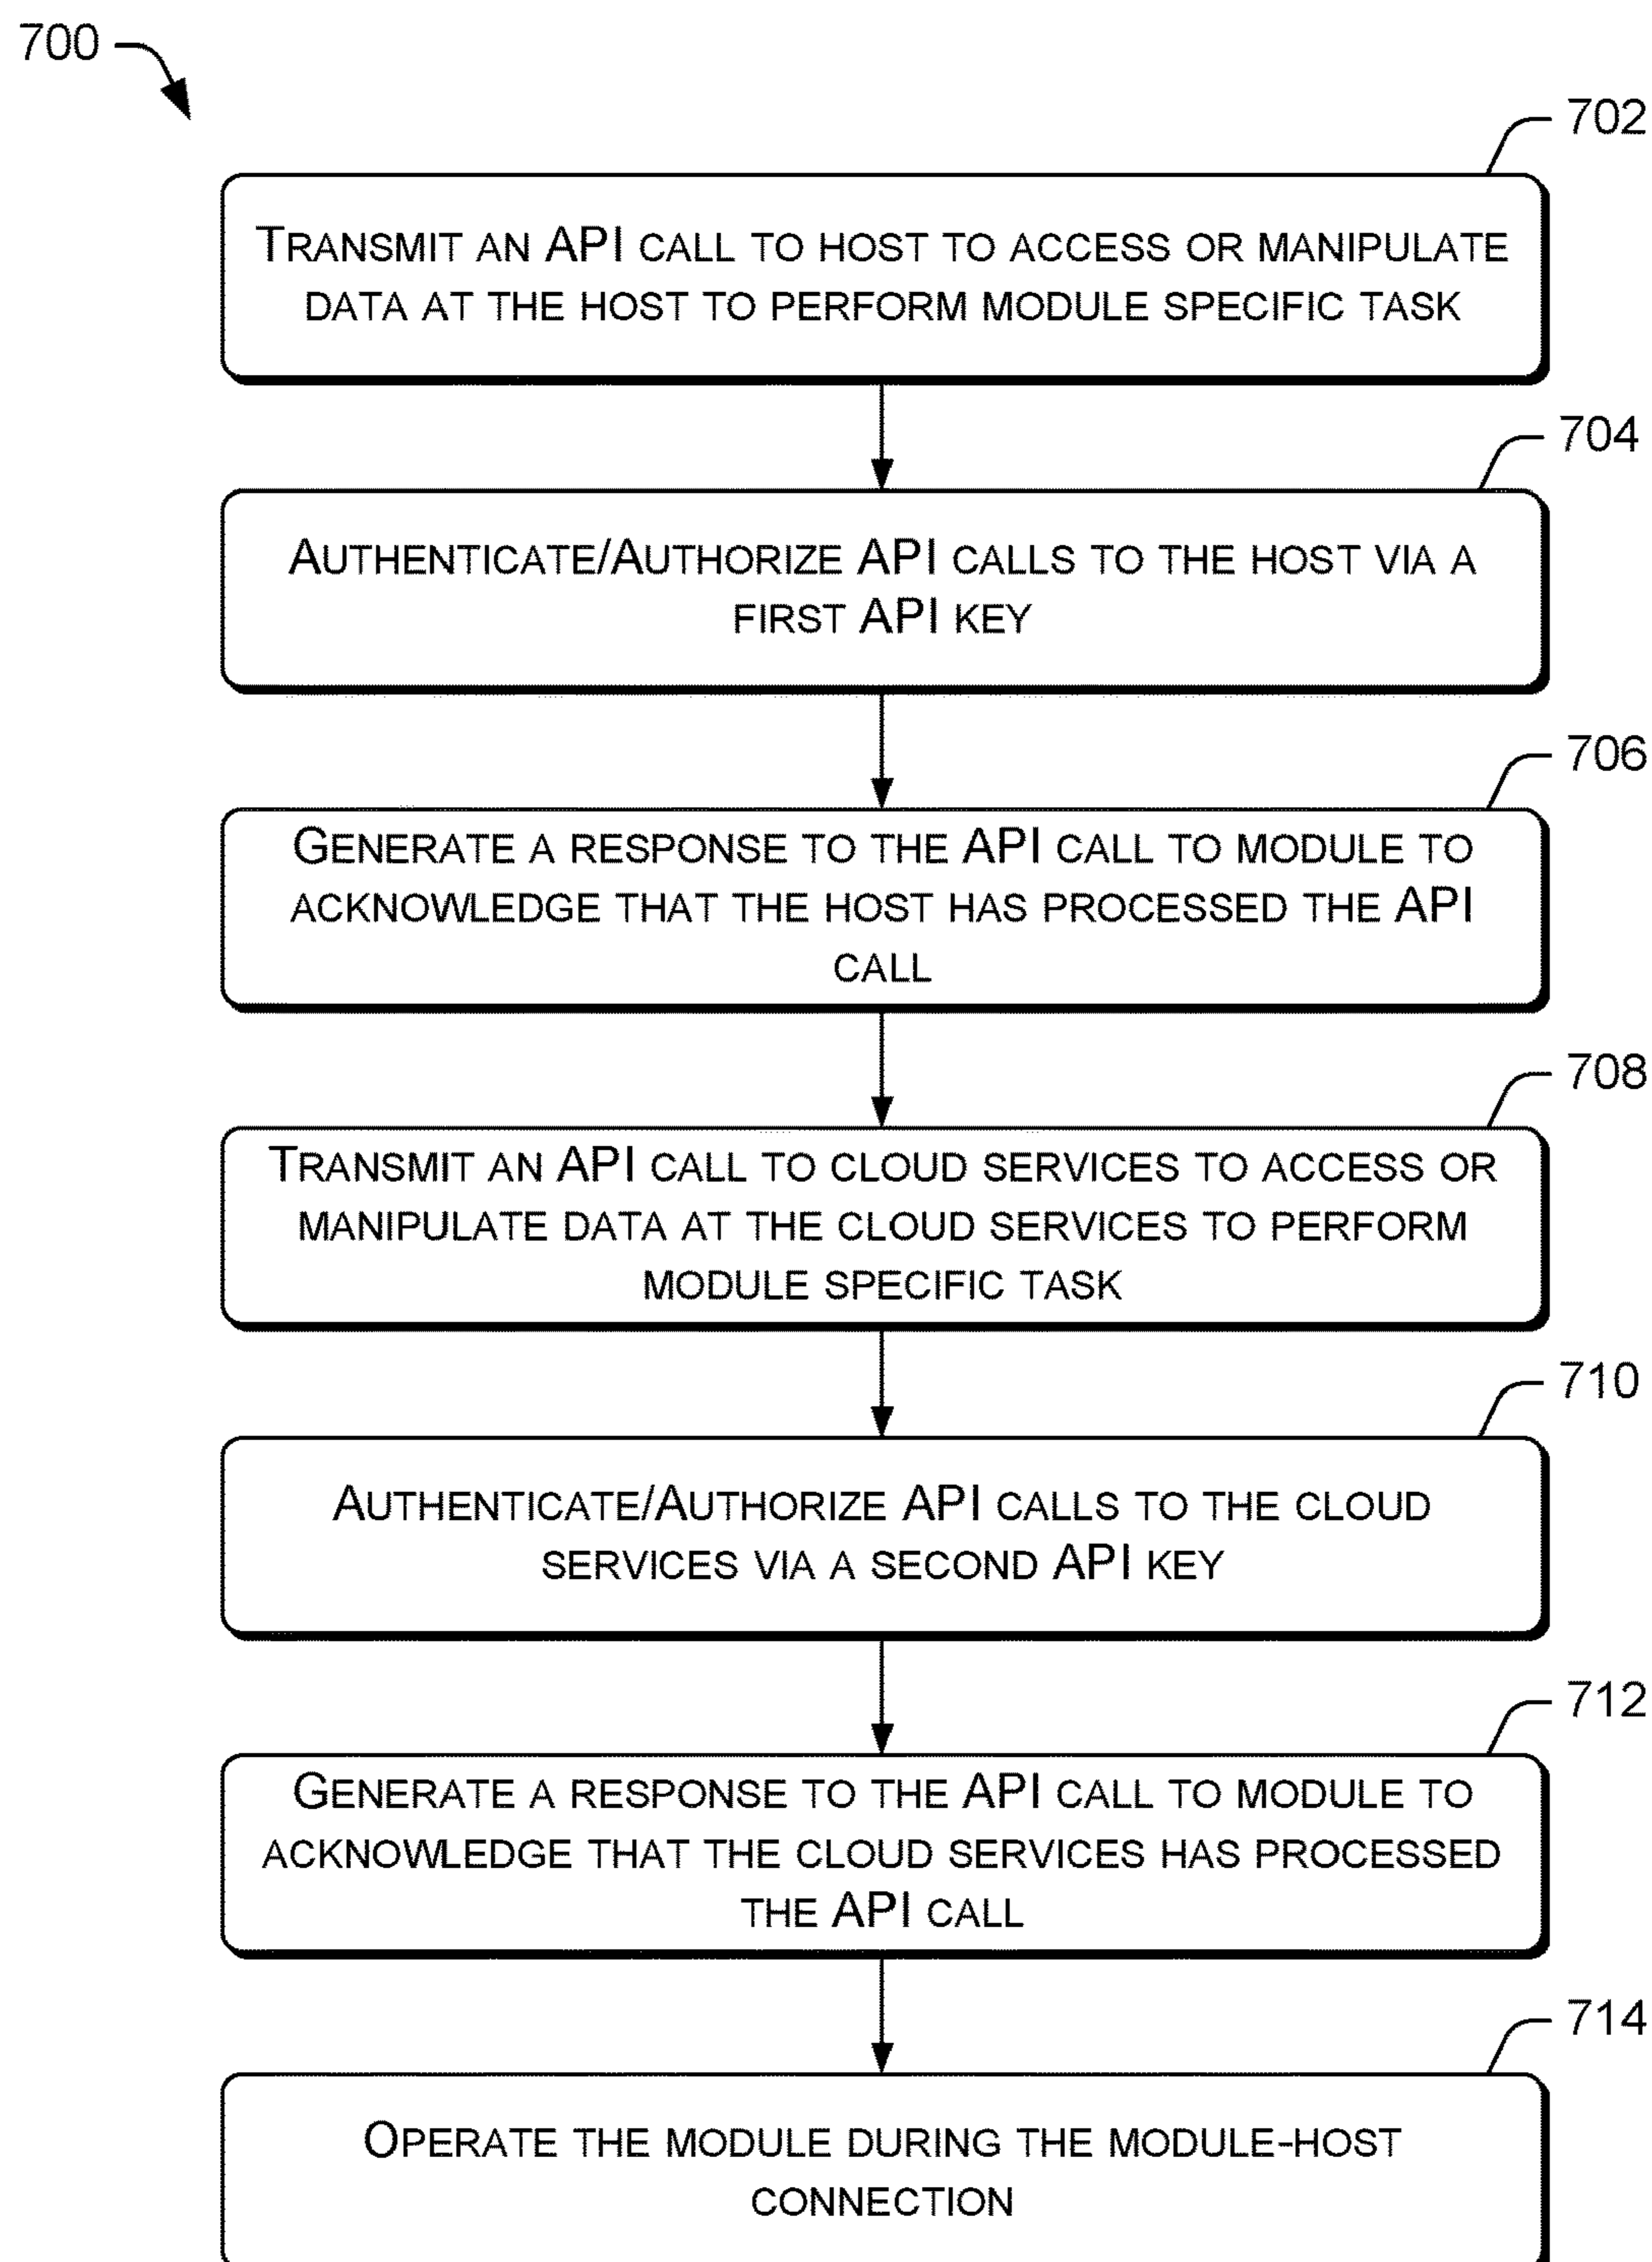 700
702
TRANSMIT AN API CALL TO HOST TO ACCESS OR MANIPULATE
DATA AT THE HOST TO PERFORM MODULE SPECIFIC TASK
704
AUTHENTICATE/AUTHORIZE API CALLS TO THE HOST VIA A
FIRST API KEY
706
GENERATE A RESPONSE TO THE API CALL TO MODULE TO
ACKNOWLEDGE THAT THE HOST HAS PROCESSED THE API
CALL
708
TRANSMIT AN API CALL TO CLOUD SERVICES TO ACCESS OR
MANIPULATE DATA AT THE CLOUD SERVICES TO PERFORM
MODULE SPECIFIC TASK
710
AUTHENTICATE/AUTHORIZE API CALLS TO THE CLOUD
SERVICES VIA A SECOND API KEY
712
GENERATE A RESPONSE TO THE API CALL TO MODULE TO
ACKNOWLEDGE THAT THE CLOUD SERVICES HAS PROCESSED
THE API CALL
714
OPERATE THE MODULE DURING THE MODULE-HOST
CONNECTION